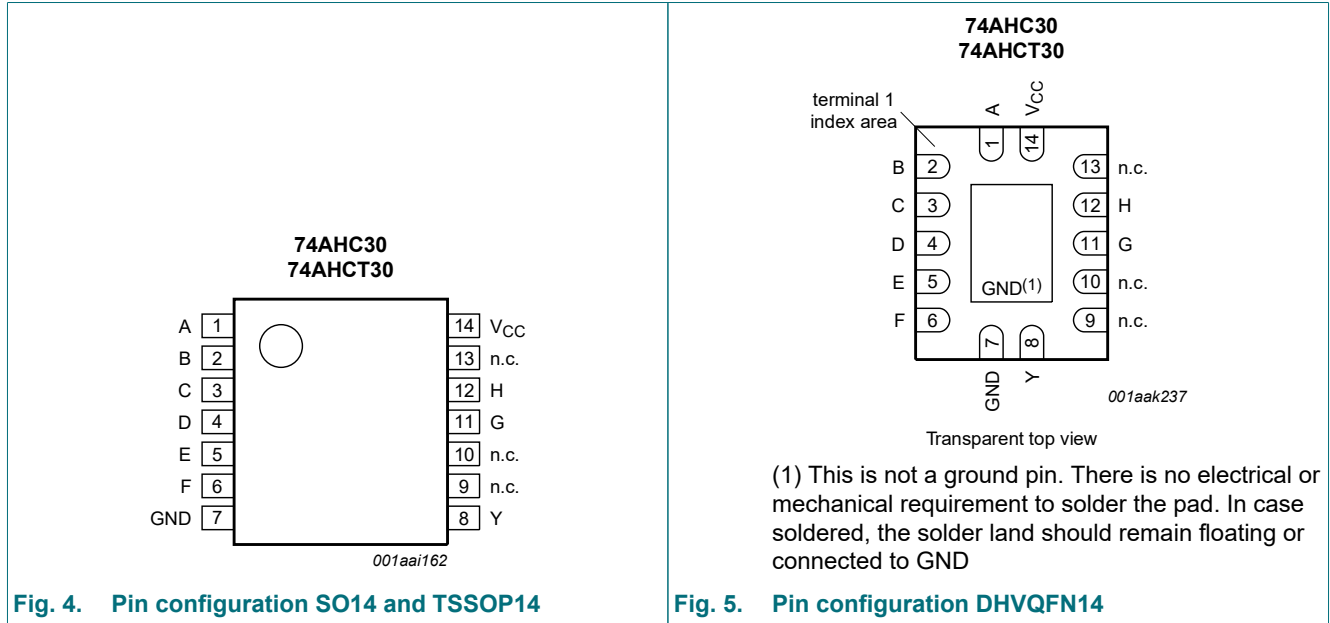 74AHC30
74AHCT30
A 1
B 2
C 3
D 4
E 5
F 6
GND 7
14 VCC
13 n.c.
12 H
11 G
10 n.c.
9 n.c.
8 Y
001aai162
Fig. 4. Pin configuration SO14 and TSSOP14
74AHC30
74AHCT30
terminal 1
index area
A
VCC
1
14
B 2
C 3
D 4
E 5
F 6
13 n.c.
12 H
11 G
10 n.c.
9 n.c.
GND(1)
7
8
GND
Y
001aak237
Transparent top view
(1) This is not a ground pin. There is no electrical or
mechanical requirement to solder the pad. In case
soldered, the solder land should remain floating or
connected to GND
Fig. 5. Pin configuration DHVQFN14